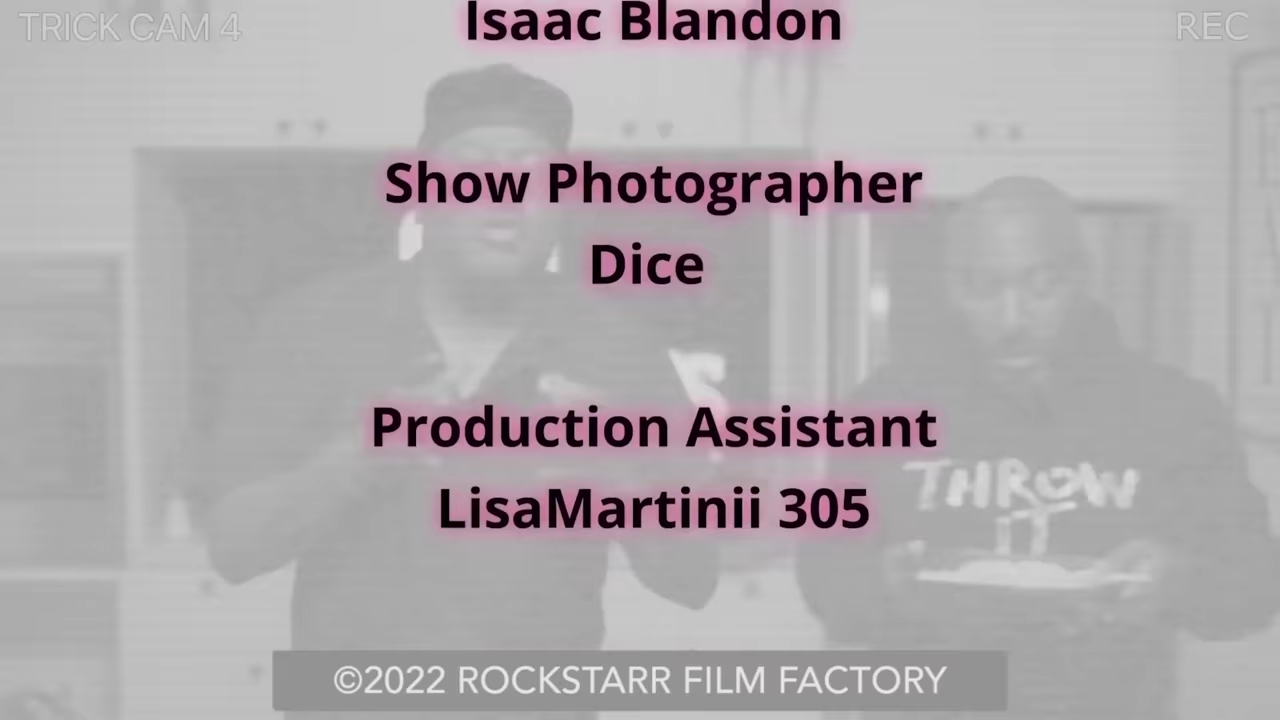 TRICK CAM 4
REC
Isaac Blandon
Show Photographer
Dice
Production Assistant
LisaMartinii 305
THROW
IT
©2022 ROCKSTARR FILM FACTORY